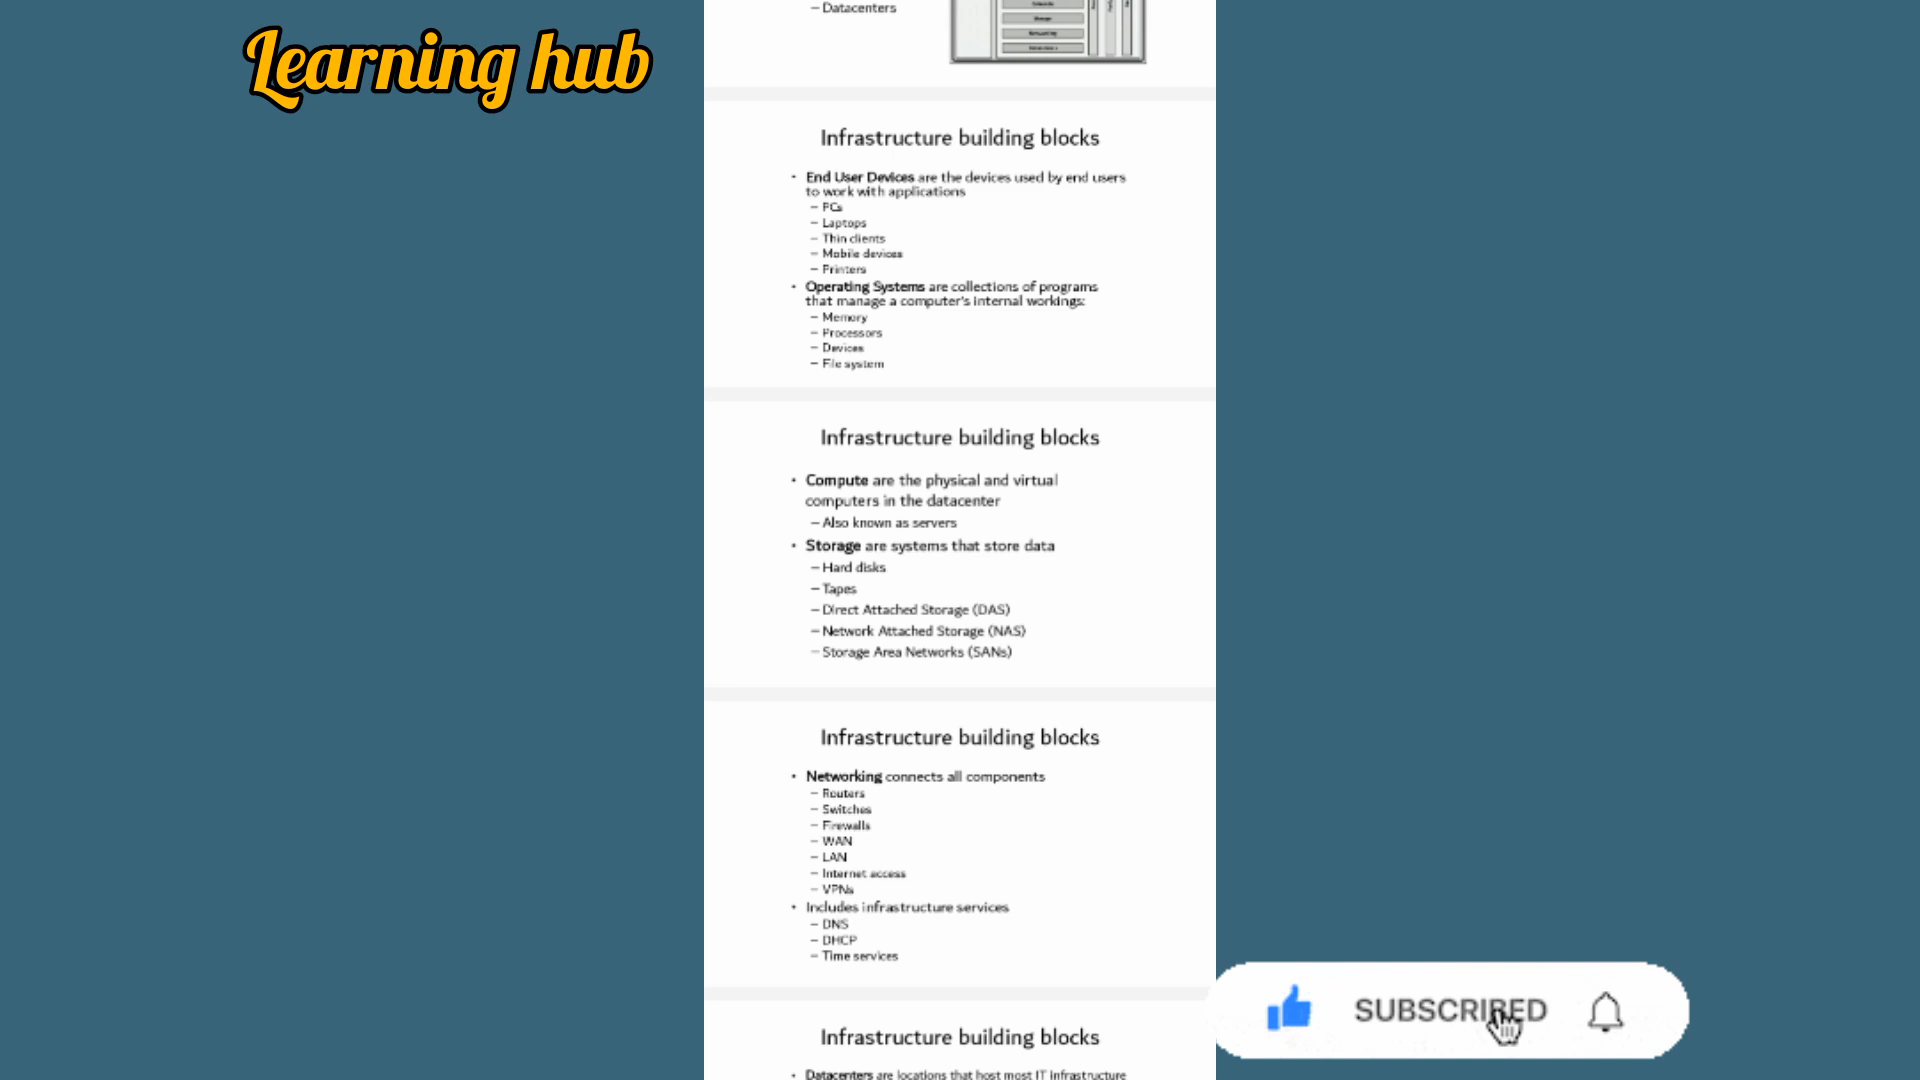 Learning hub
– Datacenters
Storage
Networking
Infrastructure building blocks
• End User Devices are the devices used by end users
to work with applications
– PCs
– Laptops
– Thin clients
– Mobile devices
– Printers
• Operating Systems are collections of programs
that manage a computer's internal workings:
– Memory
– Processors
– Devices
– File system
Infrastructure building blocks
• Compute are the physical and virtual
computers in the datacenter
– Also known as servers
• Storage are systems that store data
– Hard disks
– Tapes
– Direct Attached Storage (DAS)
– Network Attached Storage (NAS)
– Storage Area Networks (SANs)
Infrastructure building blocks
• Networking connects all components
– Routers
– Switches
– Firewalls
– WAN
– LAN
– Internet access
– VPNs
• Includes infrastructure services
– DNS
– DHCP
– Time services
SUBSCRIBED
Infrastructure building blocks
• Datacenters are locations that host most IT infrastructure